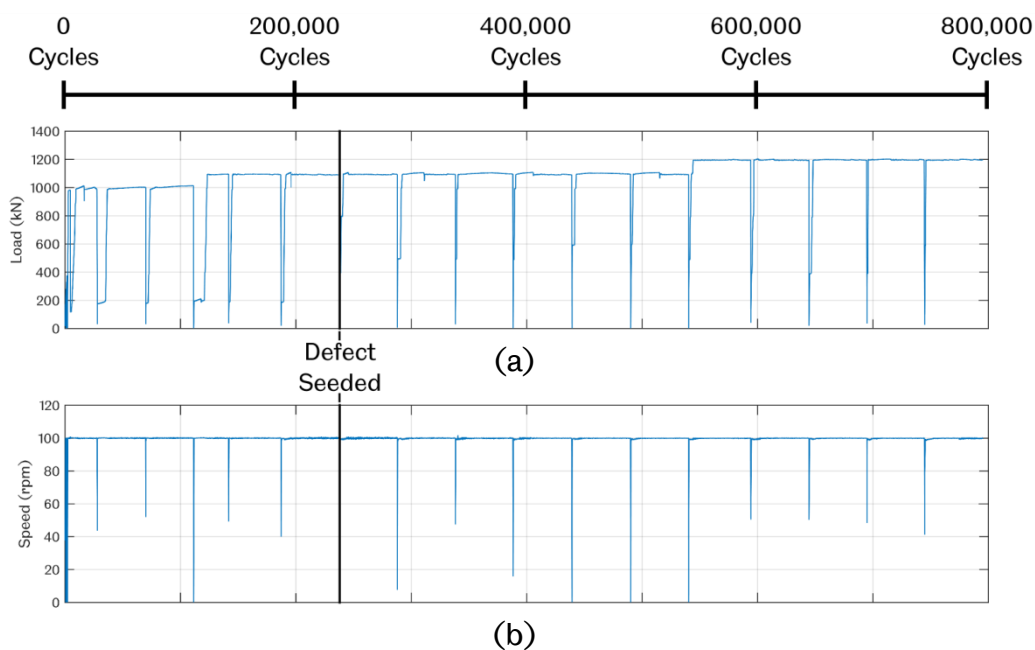 0
Cycles
200,000
Cycles
400,000
Cycles
600,000
Cycles
800,000
Cycles
1400
1200
1000
800
600
400
200
0
Load (kN)
Defect
Seeded
(a)
120
100
80
60
40
20
0
Speed (rpm)
(b)